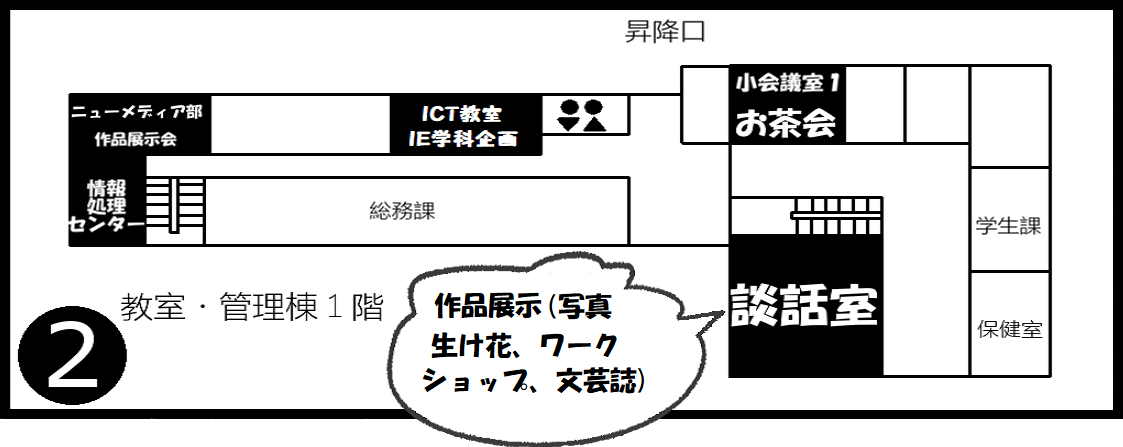 昇降口
ニューメディア部
作品展示会
ICT教室
IE学科企画
小会議室1
お茶会
情報
処理
センター
総務課
学生課
談話室
保健室
作品展示(写真
生け花、ワーク
ショップ、文芸誌)
教室・管理棟1階
2